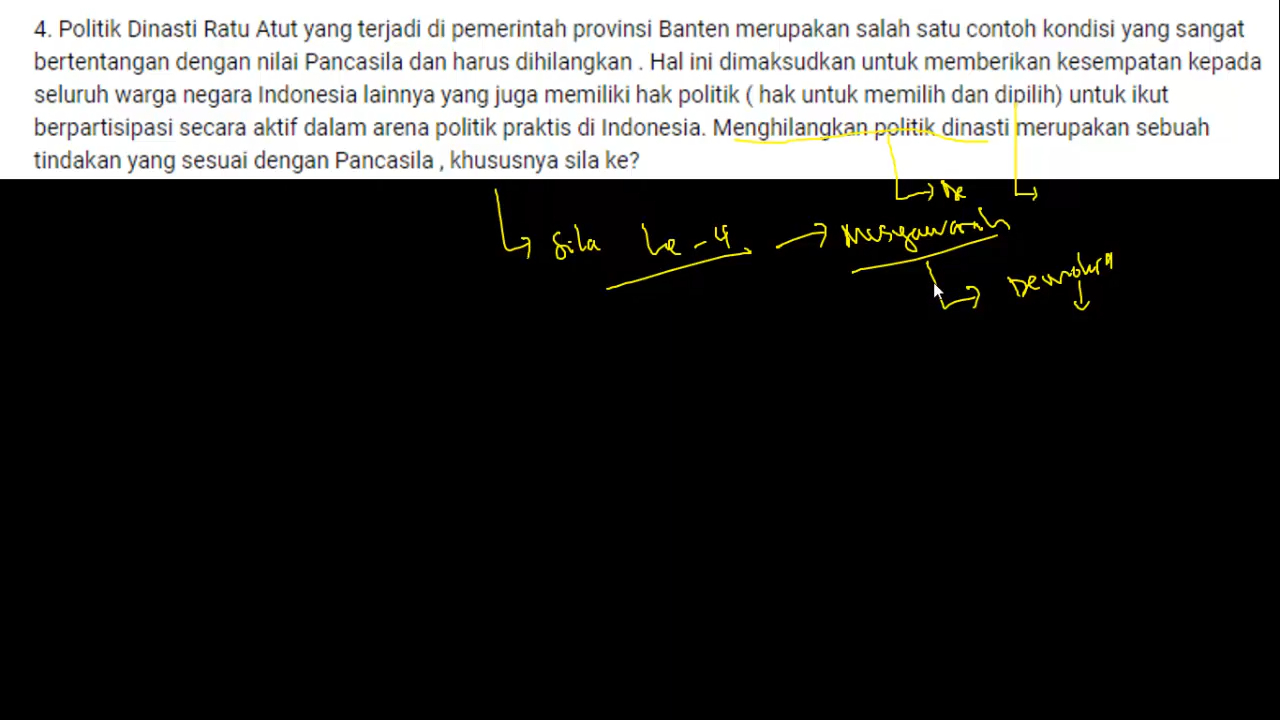 4. Politik Dinasti Ratu Atut yang terjadi di pemerintah provinsi Banten merupakan salah satu contoh kondisi yang sangat
bertentangan dengan nilai Pancasila dan harus dihilangkan . Hal ini dimaksudkan untuk memberikan kesempatan kepada
seluruh warga negara Indonesia lainnya yang juga memiliki hak politik ( hak untuk memilih dan dipilih) untuk ikut
berpartisipasi secara aktif dalam arena politik praktis di Indonesia. Menghilangkan politik dinasti merupakan sebuah
tindakan yang sesuai dengan Pancasila , khususnya sila ke?
Sila ke-4 → Musyawarah